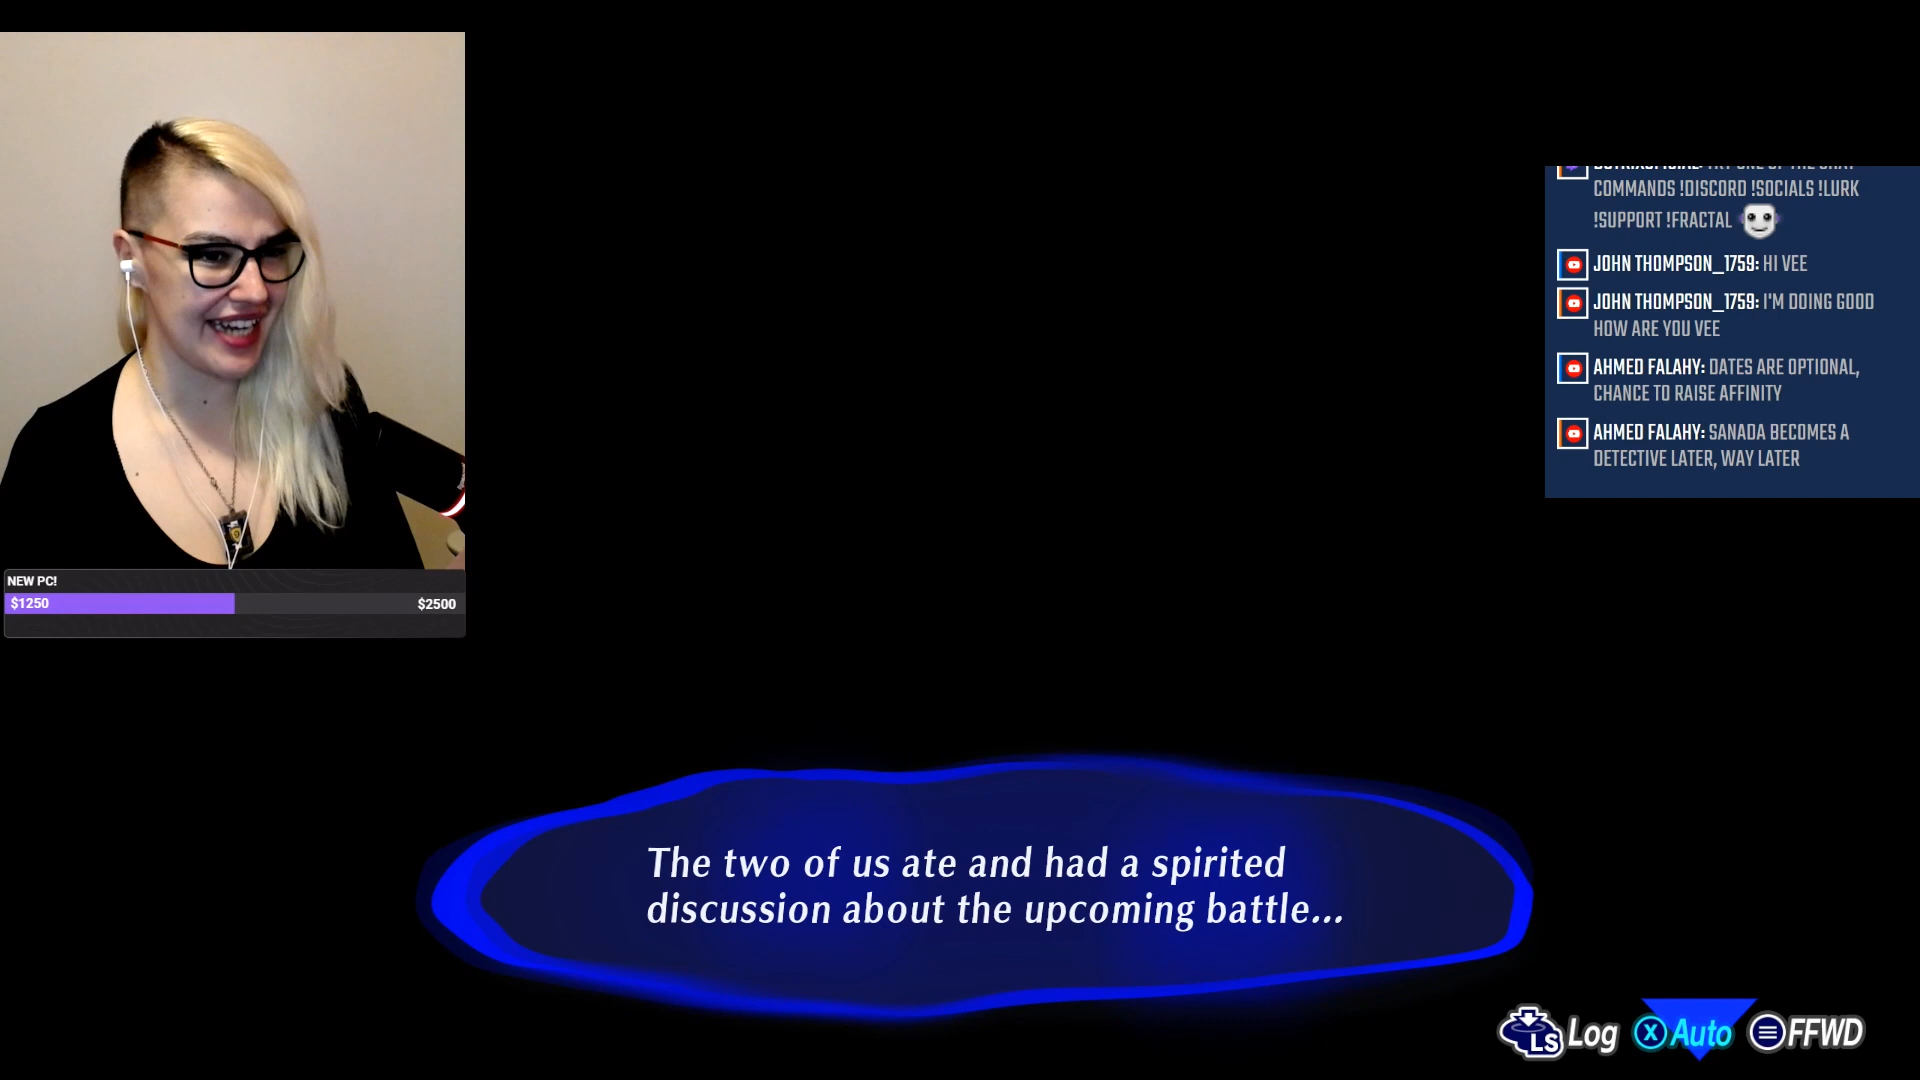 COMMANDS !DISCORD !SOCIALS !LURK
!SUPPORT !FRACTAL
JOHN THOMPSON_1759: HI VEE
JOHN THOMPSON_1759: I'M DOING GOOD
HOW ARE YOU VEE
AHMED FALAHY: DATES ARE OPTIONAL,
CHANCE TO RAISE AFFINITY
AHMED FALAHY: SANADA BECOMES A
DETECTIVE LATER, WAY LATER
NEW PC!
$1250 $2500
The two of us ate and had a spirited
discussion about the upcoming battle...
LS Log X Auto FFWD